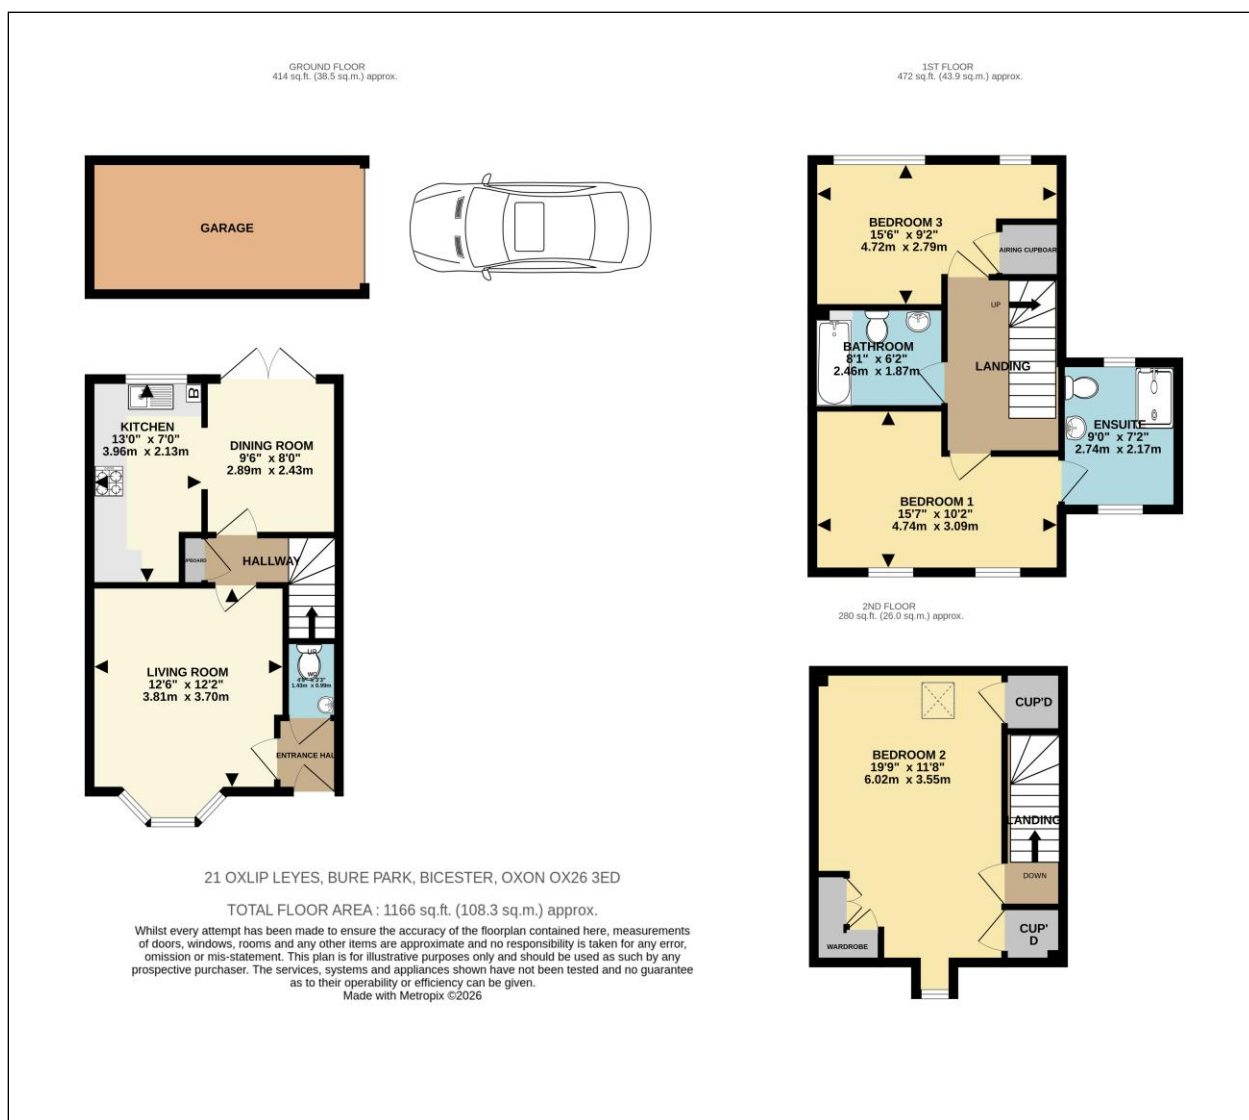 GROUND FLOOR
414 sq.ft. (38.5 sq.m.) approx.
GARAGE
B
KITCHEN
13'0" x 7'0"
3.96m x 2.13m
DINING ROOM
9'6" x 8'0"
2.89m x 2.43m
HALLWAY
LIVING ROOM
12'6" x 12'2"
3.81m x 3.70m
UP
WC
1.43m x 0.99m
ENTRANCE HAL
1ST FLOOR
472 sq.ft. (43.9 sq.m.) approx.
BEDROOM 3
15'6" x 9'2"
4.72m x 2.79m
AIRING CUPBOAR
UP
BATHROOM
8'1" x 6'2"
2.46m x 1.87m
LANDING
ENSUITE
9'0" x 7'2"
2.74m x 2.17m
BEDROOM 1
15'7" x 10'2"
4.74m x 3.09m
2ND FLOOR
280 sq.ft. (26.0 sq.m.) approx.
CUP'D
BEDROOM 2
19'9" x 11'8"
6.02m x 3.55m
LANDING
DOWN
CUP'
D
WARDROBE
21 OXLIP LEYES, BURE PARK, BICESTER, OXON OX26 3ED
TOTAL FLOOR AREA : 1166 sq.ft. (108.3 sq.m.) approx.
Whilst every attempt has been made to ensure the accuracy of the floorplan contained here, measurements
of doors, windows, rooms and any other items are approximate and no responsibility is taken for any error,
omission or mis-statement. This plan is for illustrative purposes only and should be used as such by any
prospective purchaser. The services, systems and appliances shown have not been tested and no guarantee
as to their operability or efficiency can be given.
Made with Metropix ©2026